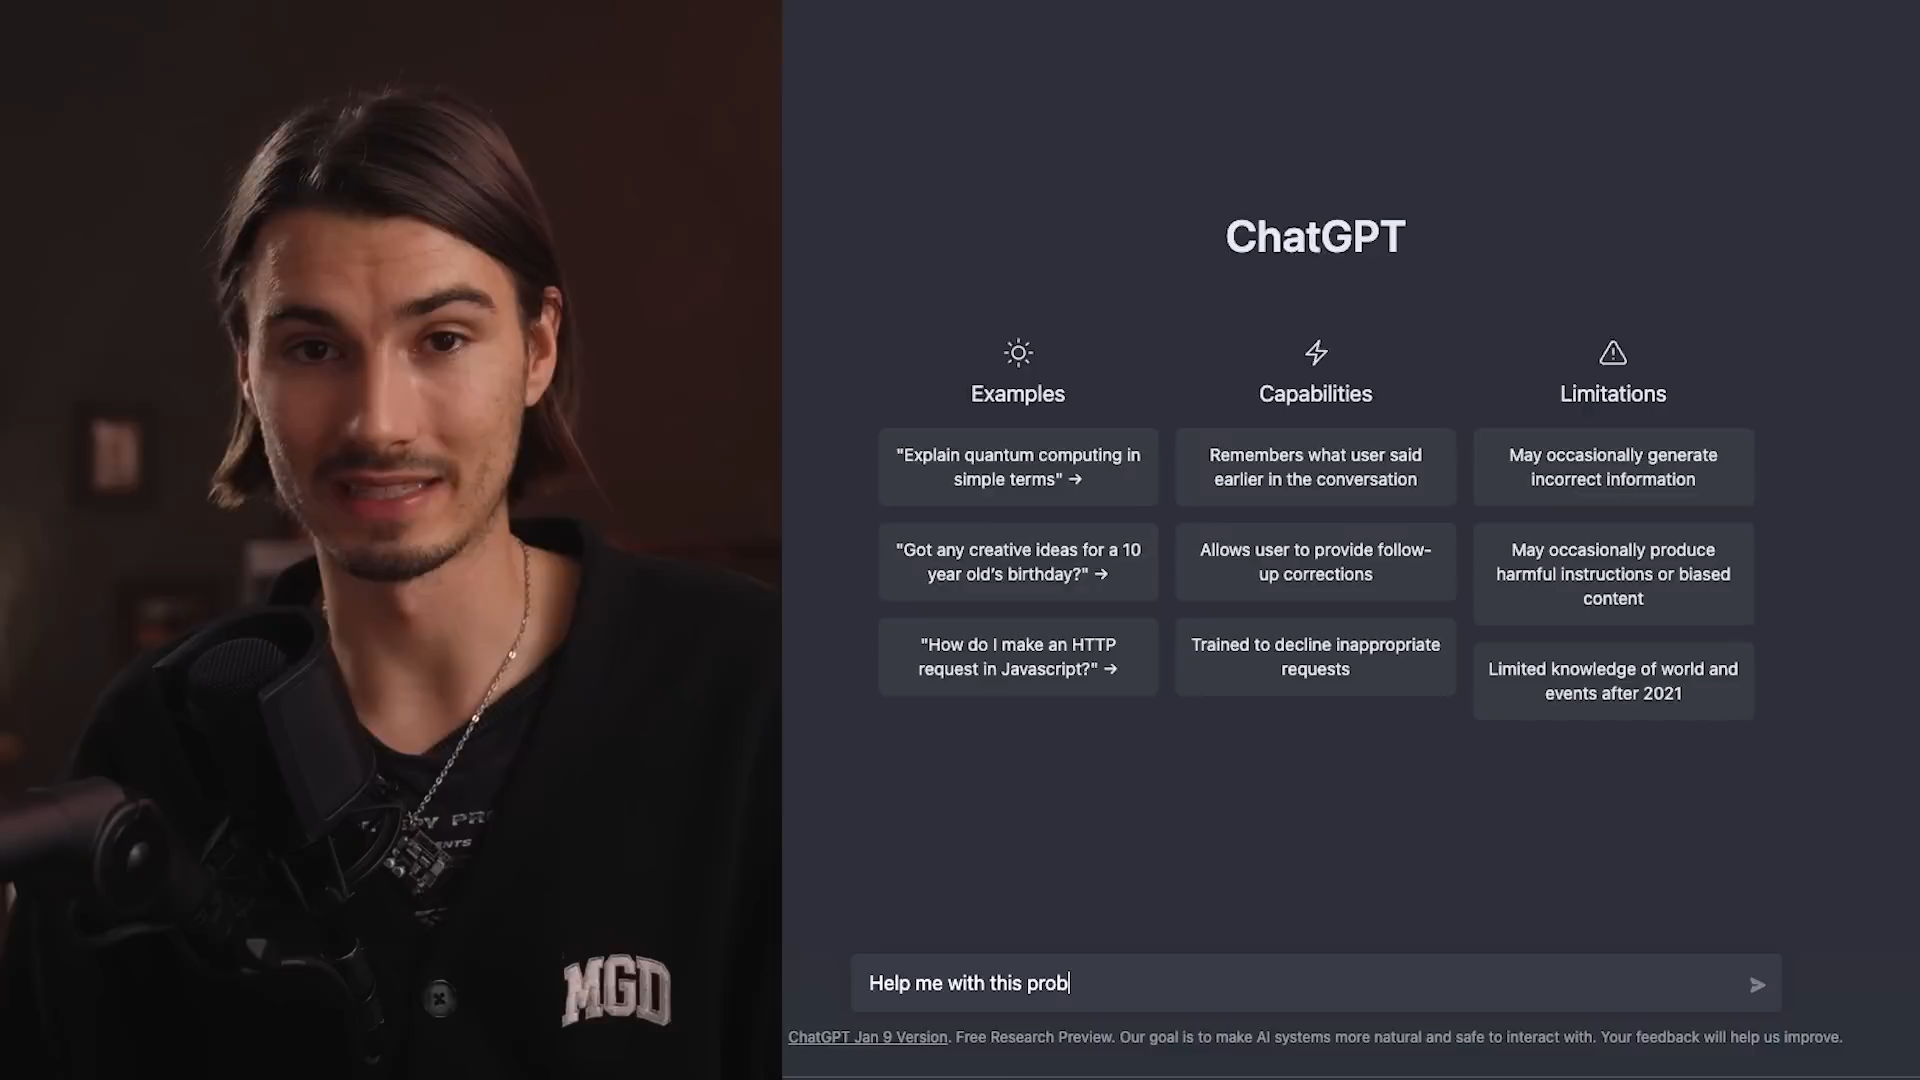 ChatGPT
Examples
"Explain quantum computing in
simple terms" →
"Got any creative ideas for a 10
year old's birthday?" →
"How do I make an HTTP
request in Javascript?" →
Capabilities
Remembers what user said
earlier in the conversation
Allows user to provide follow-
up corrections
Trained to decline inappropriate
requests
Limitations
May occasionally generate
incorrect information
May occasionally produce
harmful instructions or biased
content
Limited knowledge of world and
events after 2021
Help me with this prob
ChatGPT Jan 9 Version. Free Research Preview. Our goal is to make AI systems more natural and safe to interact with. Your feedback will help us improve.
MGD